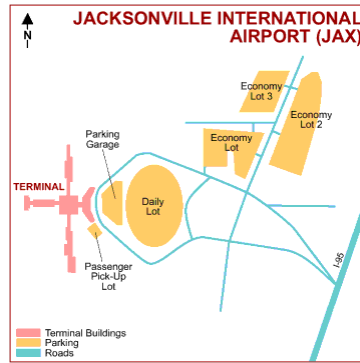 JACKSONVILLE INTERNATIONAL
AIRPORT (JAX)
N
Economy
Lot 3
Economy
Lot 2
Parking
Garage
Economy
Lot
TERMINAL
Daily
Lot
Passenger
Pick-Up
Lot
I-95
Terminal Buildings
Parking
Roads